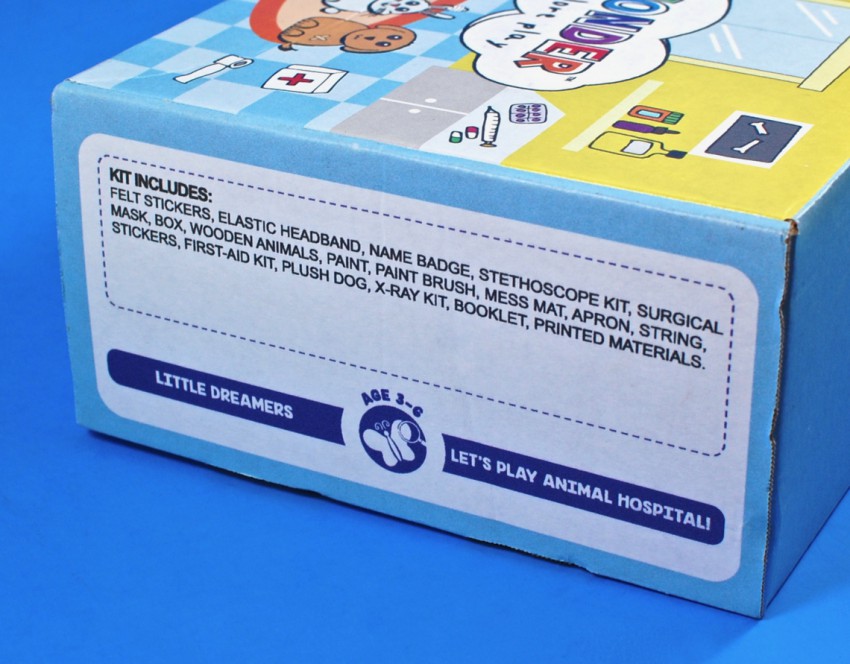 ONDER™
love play
KIT INCLUDES:
FELT STICKERS, ELASTIC HEADBAND, NAME BADGE, STETHOSCOPE KIT, SURGICAL
MASK, BOX, WOODEN ANIMALS, PAINT, PAINT BRUSH, MESS MAT, APRON, STRING,
STICKERS, FIRST-AID KIT, PLUSH DOG, X-RAY KIT, BOOKLET, PRINTED MATERIALS.
LITTLE DREAMERS
AGE 3-6
LET'S PLAY ANIMAL HOSPITAL!